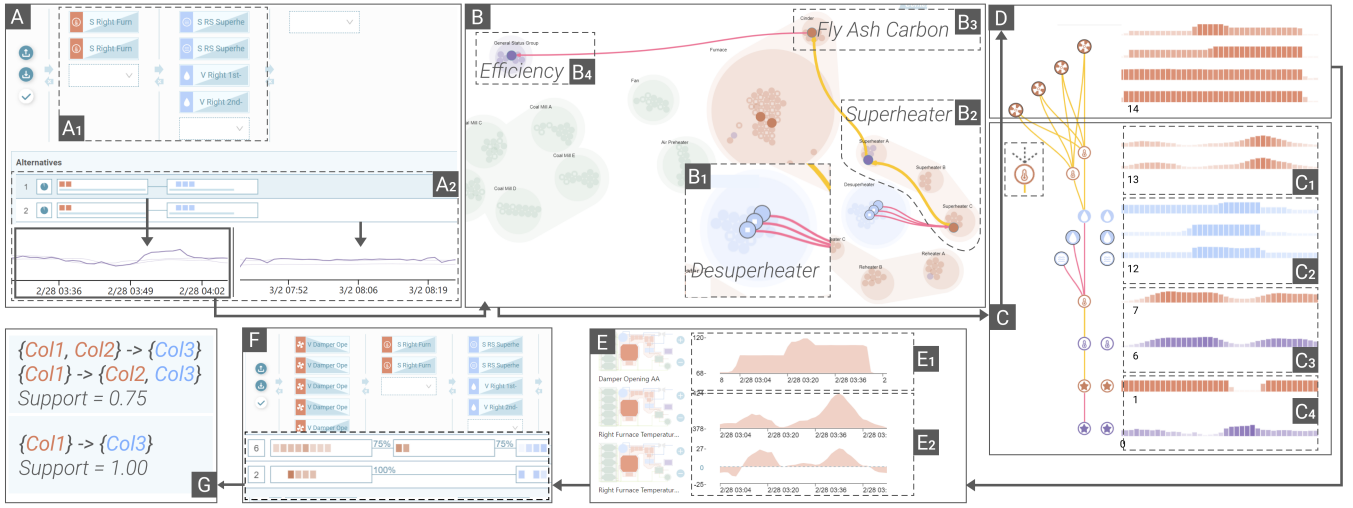 A
S Right Furn
S RS Superhe
S Right Furn
S RS Superhe
V Right 1st-
V Right 2nd-
A1
Alternatives
1
2
A2
2/28 03:36
2/28 03:49
2/28 04:02
3/2 07:52
3/2 08:06
3/2 08:19
B
General Status Group
Efficiency
B4
Cinder
Fly Ash Carbon
B3
Furnace
Fan
Coal Mill A
al Mill C
Coal Mill E
Coal Mill D
Air Preheater
Superheater
B2
Superheater A
Superheater B
Superheater C
B1
Desuperheater
Desuperheater
eater C
Reheater B
Reheater A
D
14
C
13
C1
12
C2
7
6
C3
1
0
C4
{Col1, Col2} -> {Col3}
{Col1} -> {Col2, Col3}
Support = 0.75
{Col1} -> {Col3}
Support = 1.00
G
F
V Damper Ope
S Right Furn
S RS Superhe
V Damper Ope
S Right Furn
S RS Superhe
V Damper Ope
V Right 1st-
V Damper Ope
V Right 2nd-
V Damper Ope
6
75%
75%
2
100%
E
Damper Opening AA
Right Furnace Temperatur...
Right Furnace Temperatur...
E1
120-
68-
8
2/28 03:04
2/28 03:20
2/28 03:36
2
E2
378-
2/28 03:04
2/28 03:20
2/28 03:36
2/28 03:
27-
0
-25-
2/28 03:04
2/28 03:20
2/28 03:36
2/28 03: